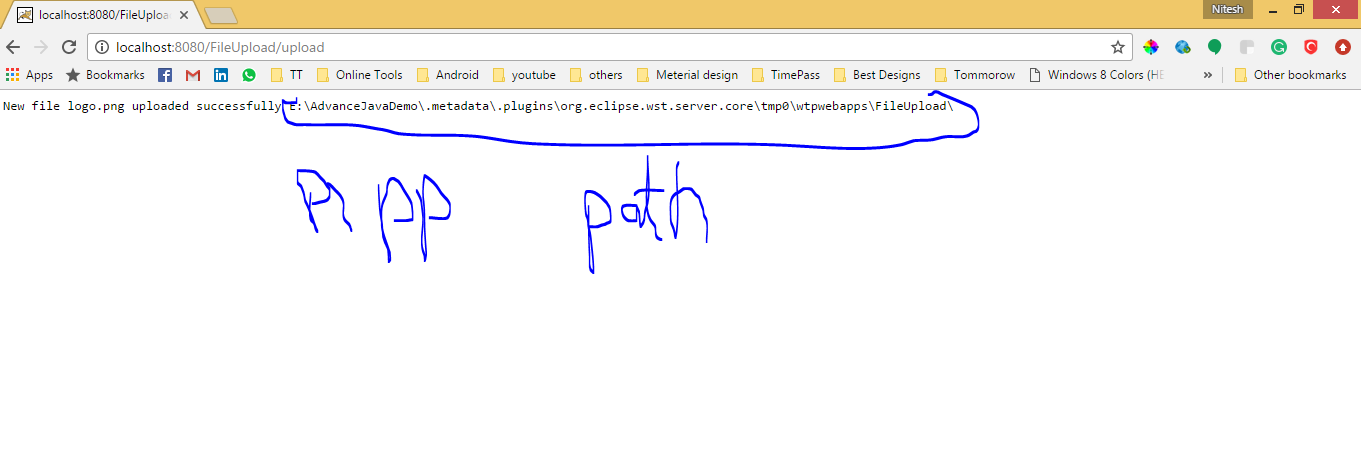 localhost:8080/FileUploa
Nitesh
localhost:8080/FileUpload/upload
Apps Bookmarks TT Online Tools Android youtube others Meterial design TimePass Best Designs Tommorow Windows 8 Colors (HE » Other bookmarks
New file logo.png uploaded successfully E:\AdvanceJavaDemo\.metadata\.plugins\org.eclipse.wst.server.core\tmp0\wtpwebapps\FileUpload\
App path